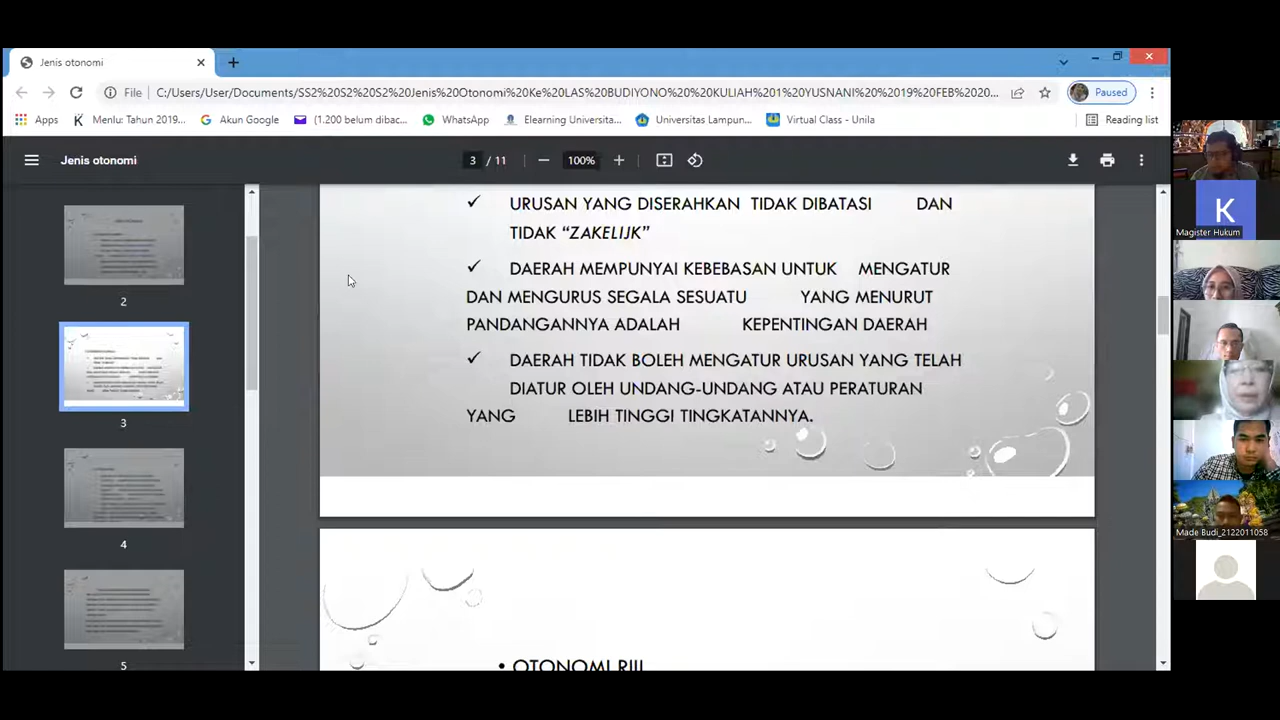 Jenis otonomi
File
C:/Users/User/Documents/SS2%20S2%20S2%20Jenis%20Otonomi%20Ke%20LAS%20BUDIYONO%20%20KULIAH%201%20YUSNANI%20%2019%20FEB%2020...
Paused
Apps
Menlu: Tahun 2019...
Akun Google
(1.200 belum dibac...
WhatsApp
Elearning Universita...
Universitas Lampun...
Virtual Class - Unila
Reading list
Jenis otonomi
3 / 11
100%
2
3
4
5
URUSAN YANG DISERAHKAN TIDAK DIBATASI DAN
TIDAK "ZAKELIJK"
DAERAH MEMPUNYAI KEBEBASAN UNTUK MENGATUR
DAN MENGURUS SEGALA SESUATU YANG MENURUT
PANDANGANNYA ADALAH KEPENTINGAN DAERAH
DAERAH TIDAK BOLEH MENGATUR URUSAN YANG TELAH
DIATUR OLEH UNDANG-UNDANG ATAU PERATURAN
YANG LEBIH TINGGI TINGKATANNYA.
• OTONOMI RIIL
K
Magister Hukum
Made Budi_2122011058